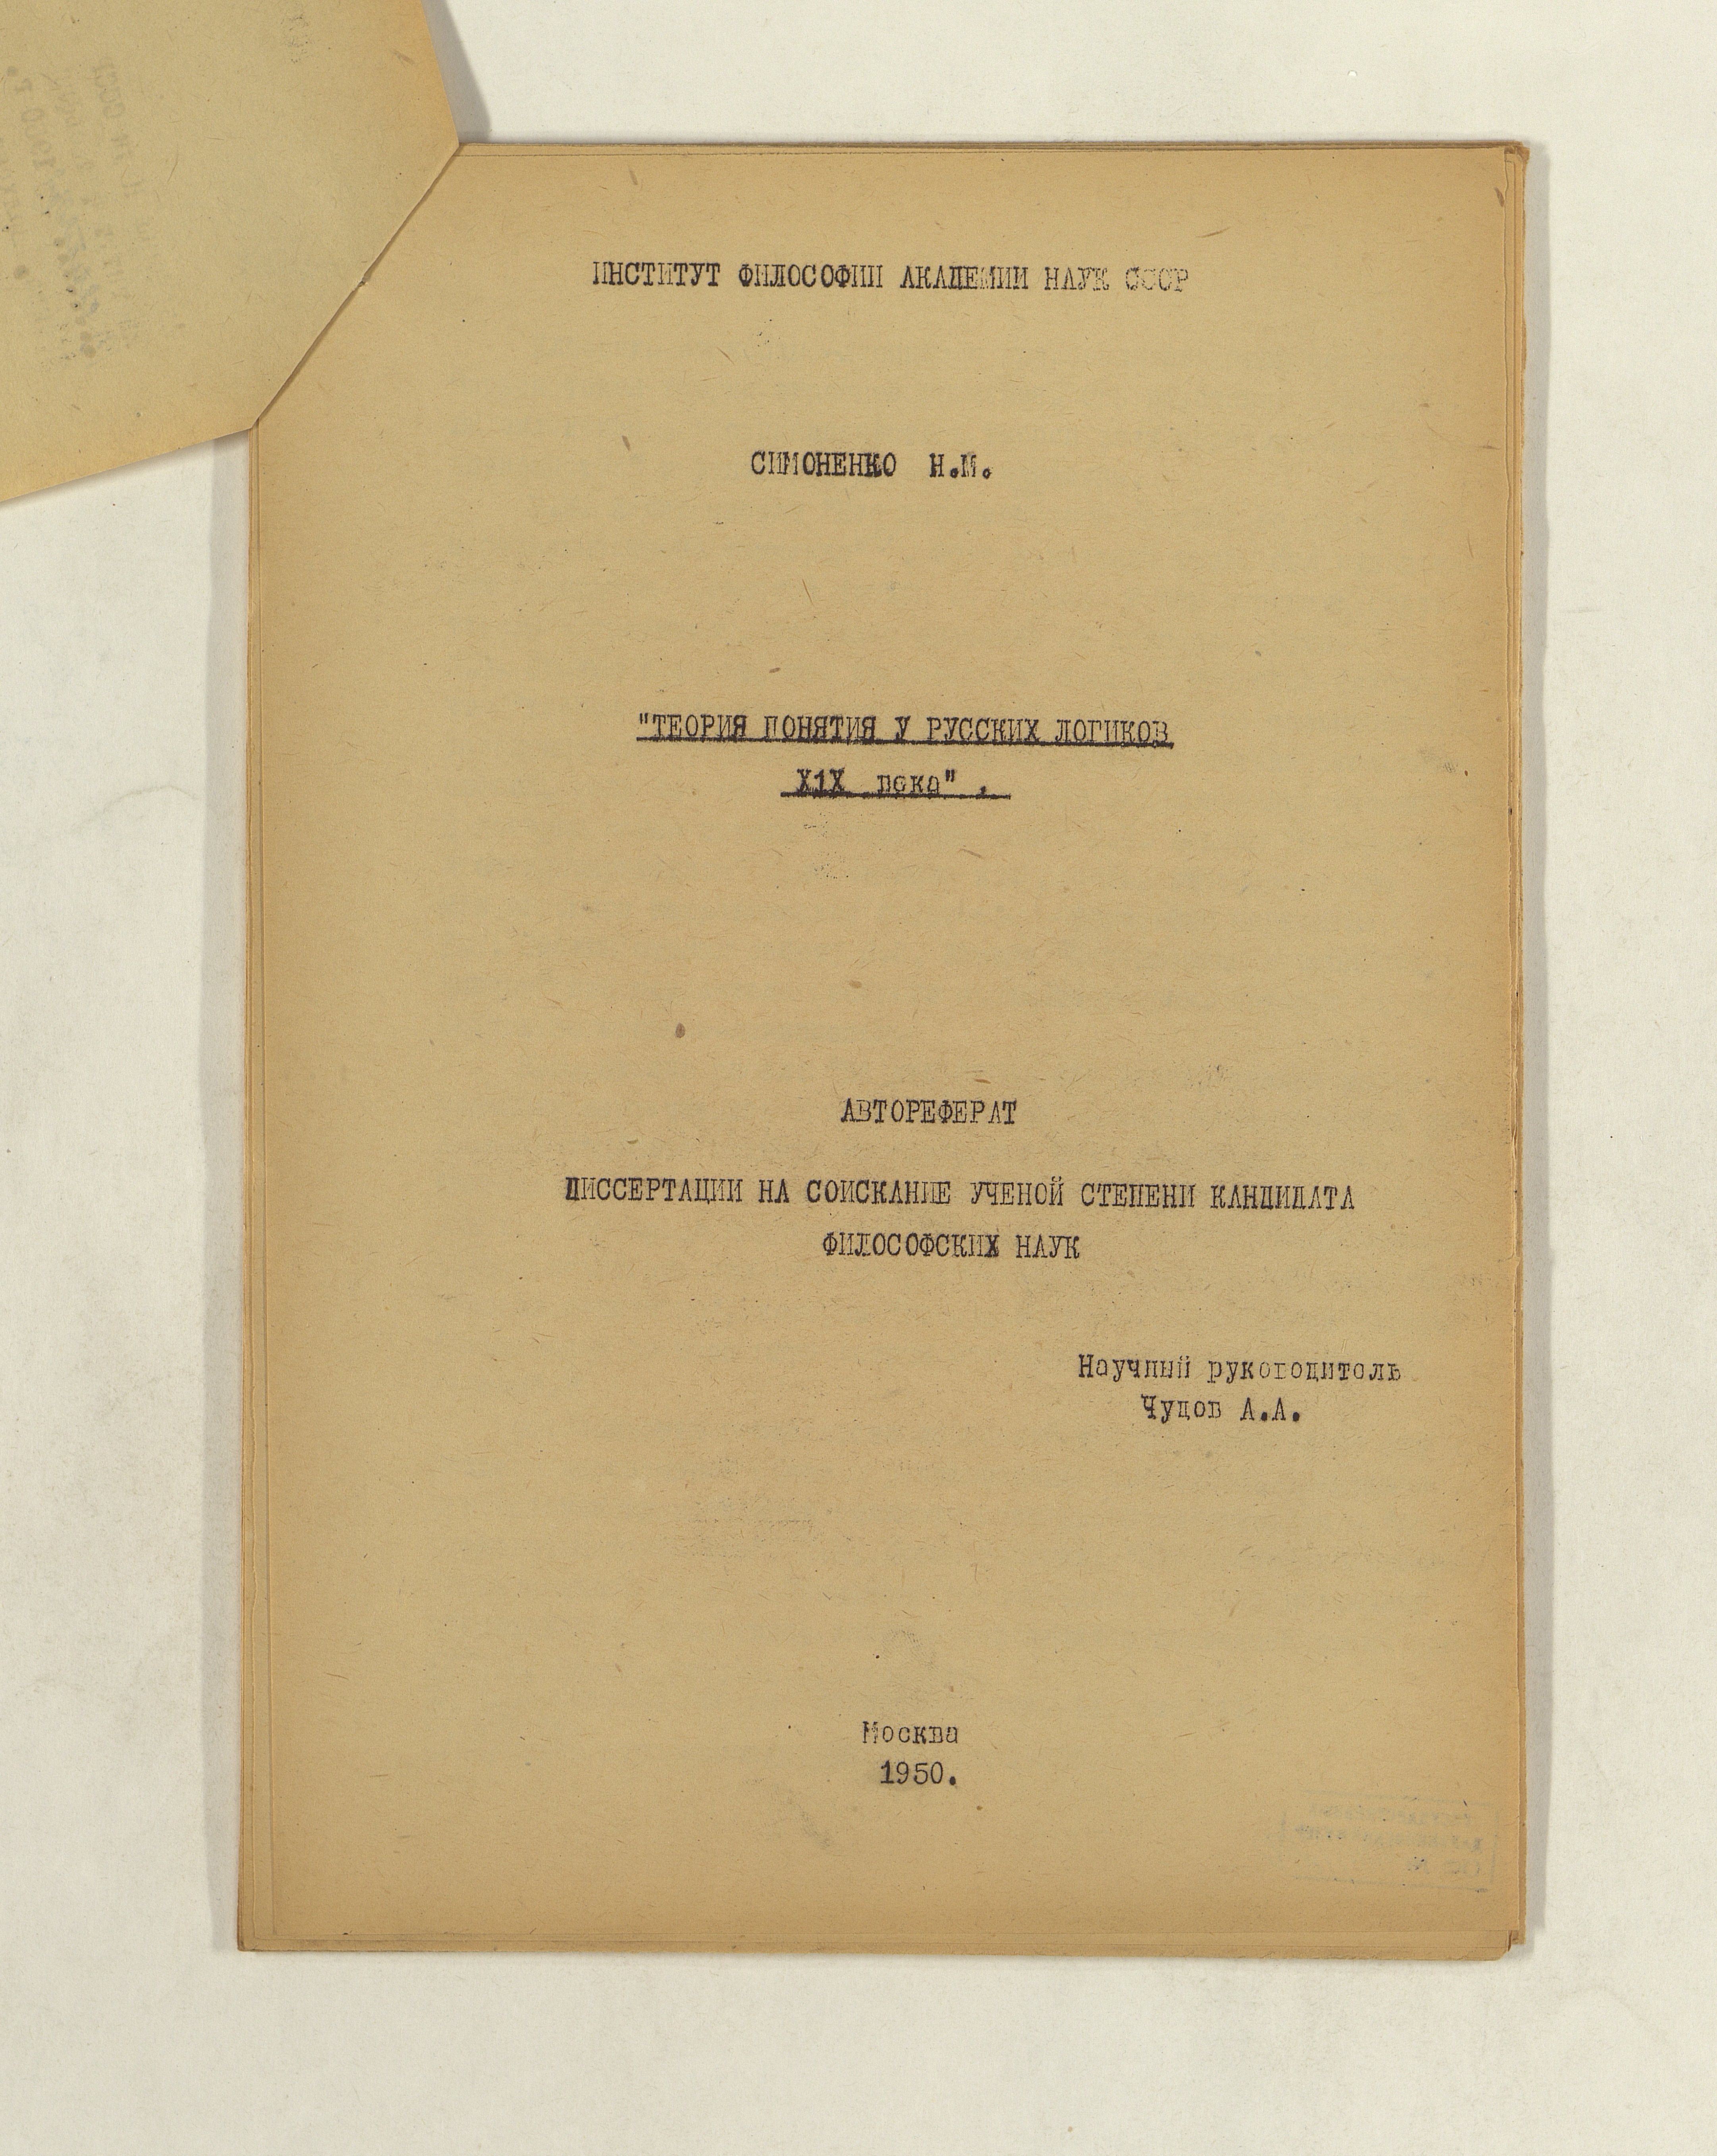 ИНСТИТУТ ФИЛОСОФИИ АКАДЕМИИ НАУК СССР
СИМОНЕНКО Н.М.
"ТЕОРИЯ ПОНЯТИЯ У РУССКИХ ЛОГИКОВ
X1X века" .
АВТОРЕФЕРАТ
ДИССЕРТАЦИИ НА СОИСКАНИЕ УЧЕНОЙ СТЕПЕНИ КАНДИДАТА
ФИЛОСОФСКИХ НАУК
Научный руководитель
Чудов А.А.
Москва
1950.